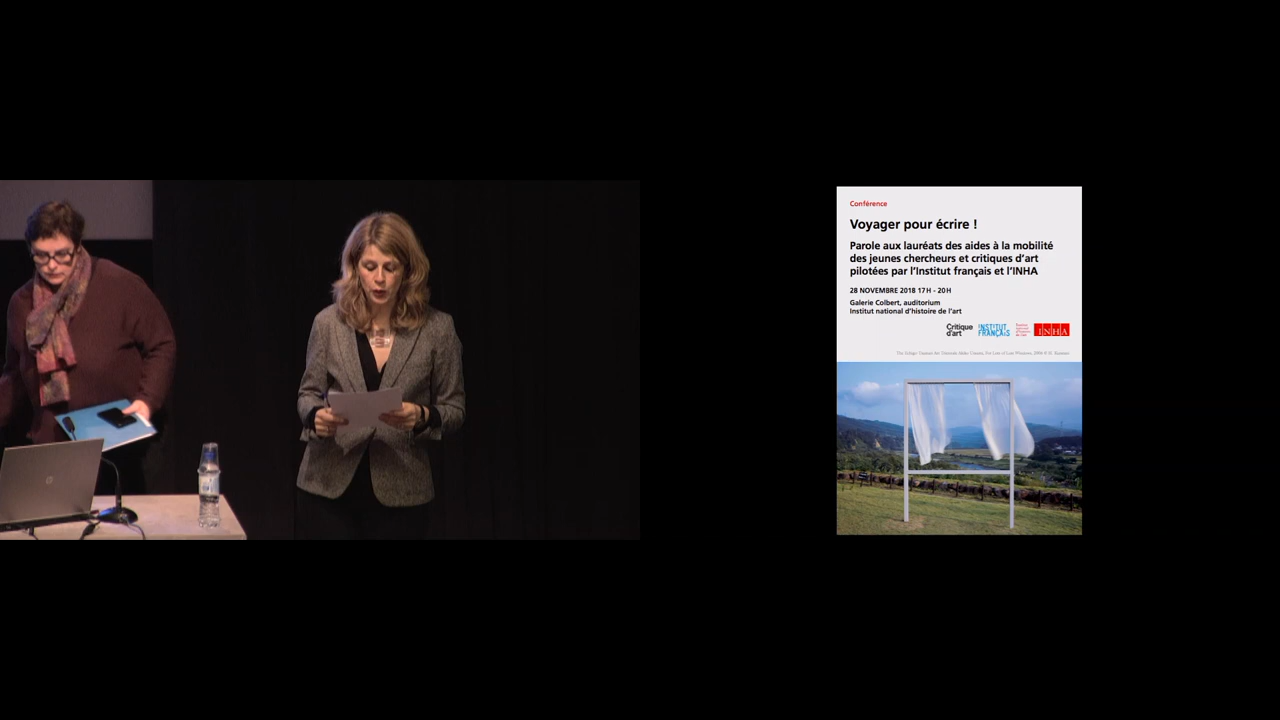 Conférence
Voyager pour écrire !
Parole aux lauréats des aides à la mobilité
des jeunes chercheurs et critiques d'art
pilotées par l'Institut français et l'INHA
28 NOVEMBRE 2018 17H - 20H
Galerie Colbert, auditorium
Institut national d'histoire de l'art
Critique
d'art
INSTITUT
FRANÇAIS
INHA